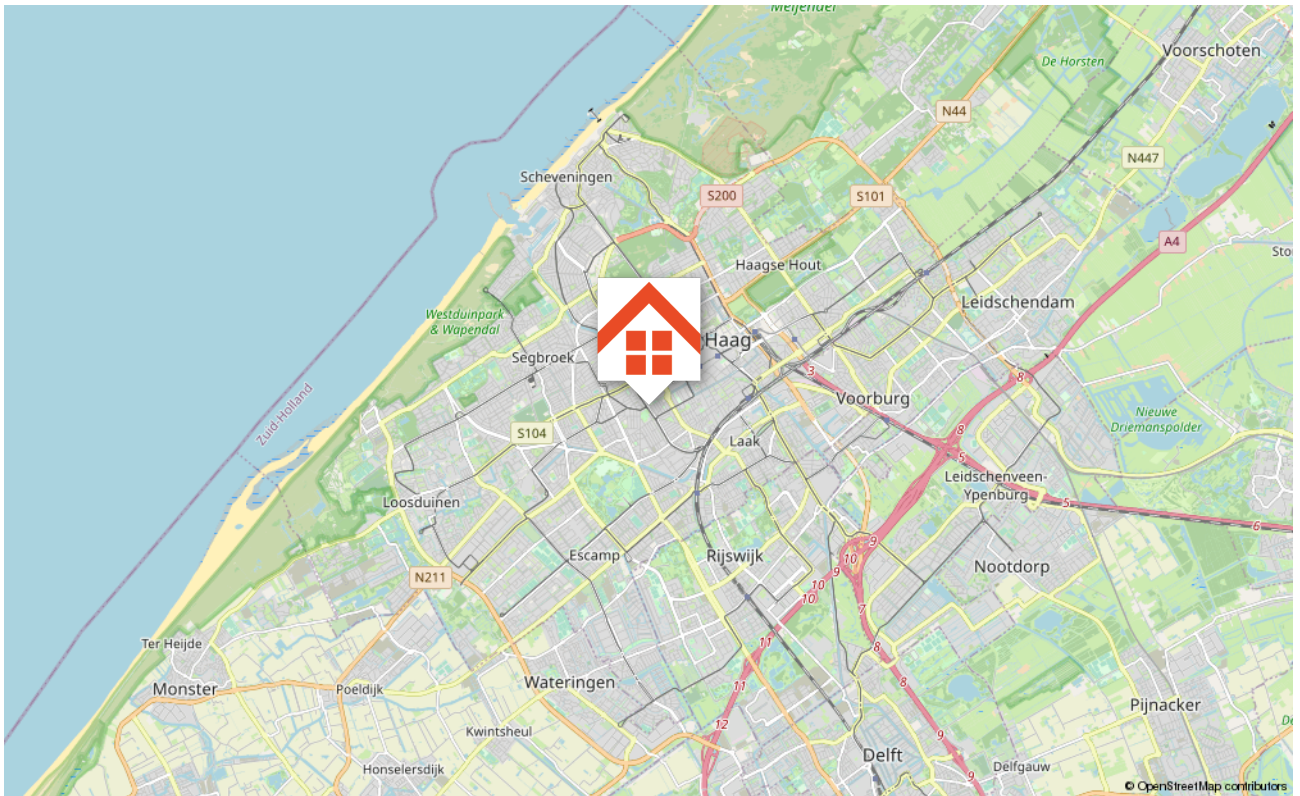 Meijendel
Voorschoten
De Horsten
N44
N447
Scheveningen
S200
S101
A4
Haagse Hout
Westduinpark
& Wapendal
Leidschendam
Segbroek
Haag
3
8
Voorburg
Zuid-Holland
Nieuwe
Driemanspolder
S104
Laak
8
5
Leidschenveen-
Ypenburg
Loosduinen
5
6
9
Escamp
Rijswijk
10
9
Nootdorp
N211
10
10
7
Ter Heijde
11
8
Monster
Poeldijk
Wateringen
11
8
Pijnacker
Kwintsheul
12
9
Delft
Honselersdijk
Delfgauw
9
© OpenStreetMap contributors